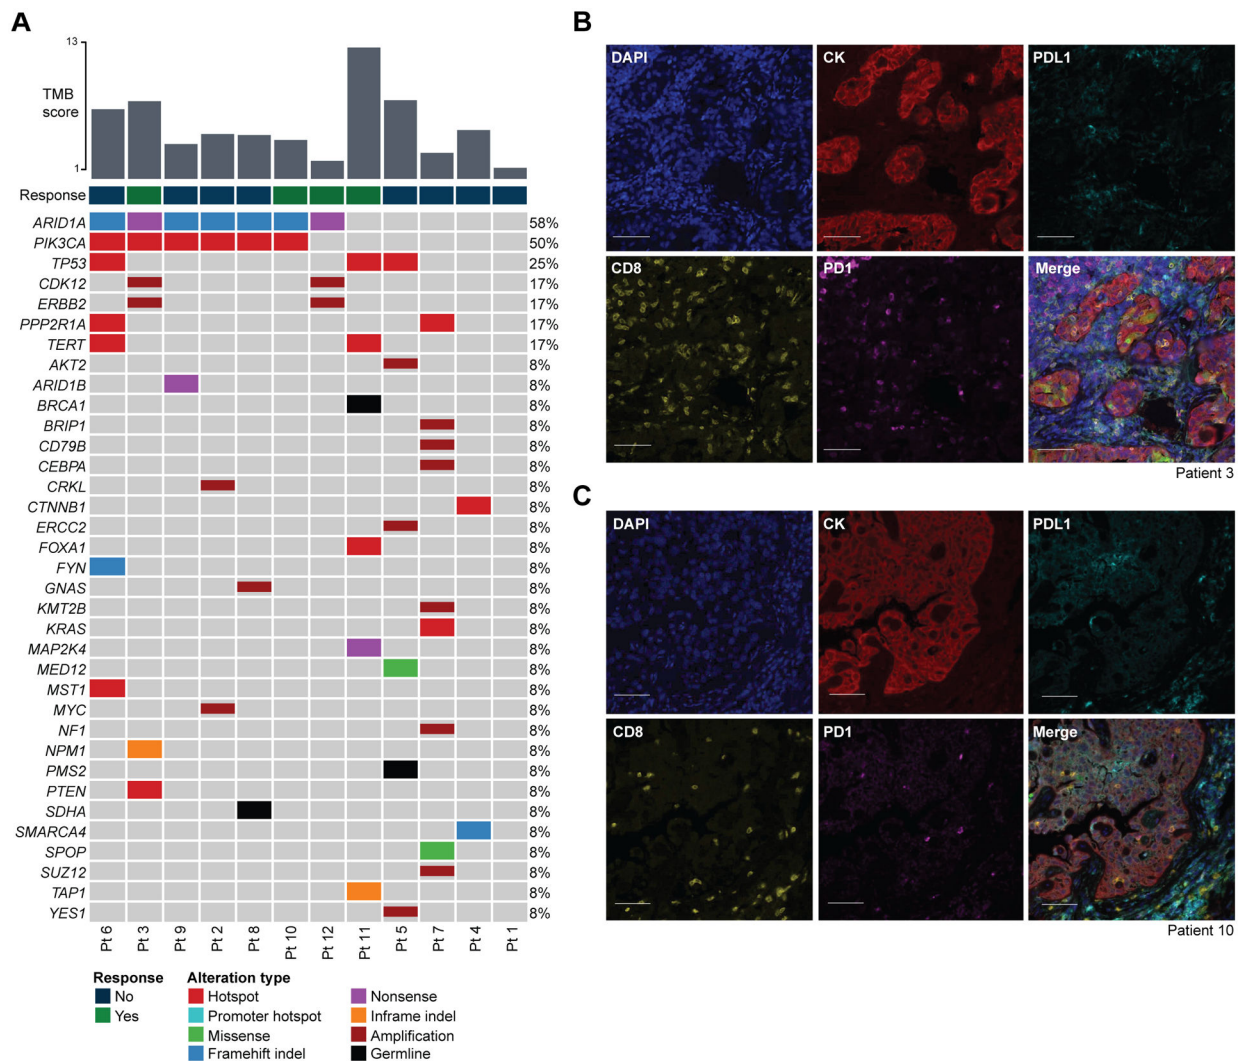 A
13
TMB
score
1
Response
ARID1A 58%
PIK3CA 50%
TP53 25%
CDK12 17%
ERBB2 17%
PPP2R1A 17%
TERT 17%
AKT2 8%
ARID1B 8%
BRCA1 8%
BRIP1 8%
CD79B 8%
CEBPA 8%
CRKL 8%
CTNNB1 8%
ERCC2 8%
FOXA1 8%
FYN 8%
GNAS 8%
KMT2B 8%
KRAS 8%
MAP2K4 8%
MED12 8%
MST1 8%
MYC 8%
NF1 8%
NPM1 8%
PMS2 8%
PTEN 8%
SDHA 8%
SMARCA4 8%
SPOP 8%
SUZ12 8%
TAP1 8%
YES1 8%
Pt 6 Pt 3 Pt 9 Pt 2 Pt 8 Pt 10 Pt 12 Pt 11 Pt 5 Pt 7 Pt 4 Pt 1
Response
No
Yes
Alteration type
Hotspot
Promoter hotspot
Missense
Framehift indel
Nonsense
Inframe indel
Amplification
Germline
B
DAPI CK PDL1
CD8 PD1 Merge
Patient 3
C
DAPI CK PDL1
CD8 PD1 Merge
Patient 10